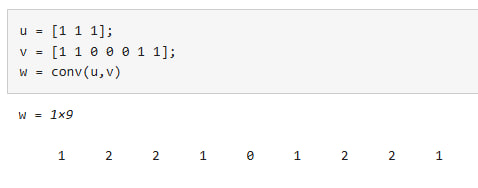 u = [1 1 1];
v = [1 1 0 0 0 1 1];
w = conv(u,v)
w = 1×9
1 2 2 1 0 1 2 2 1